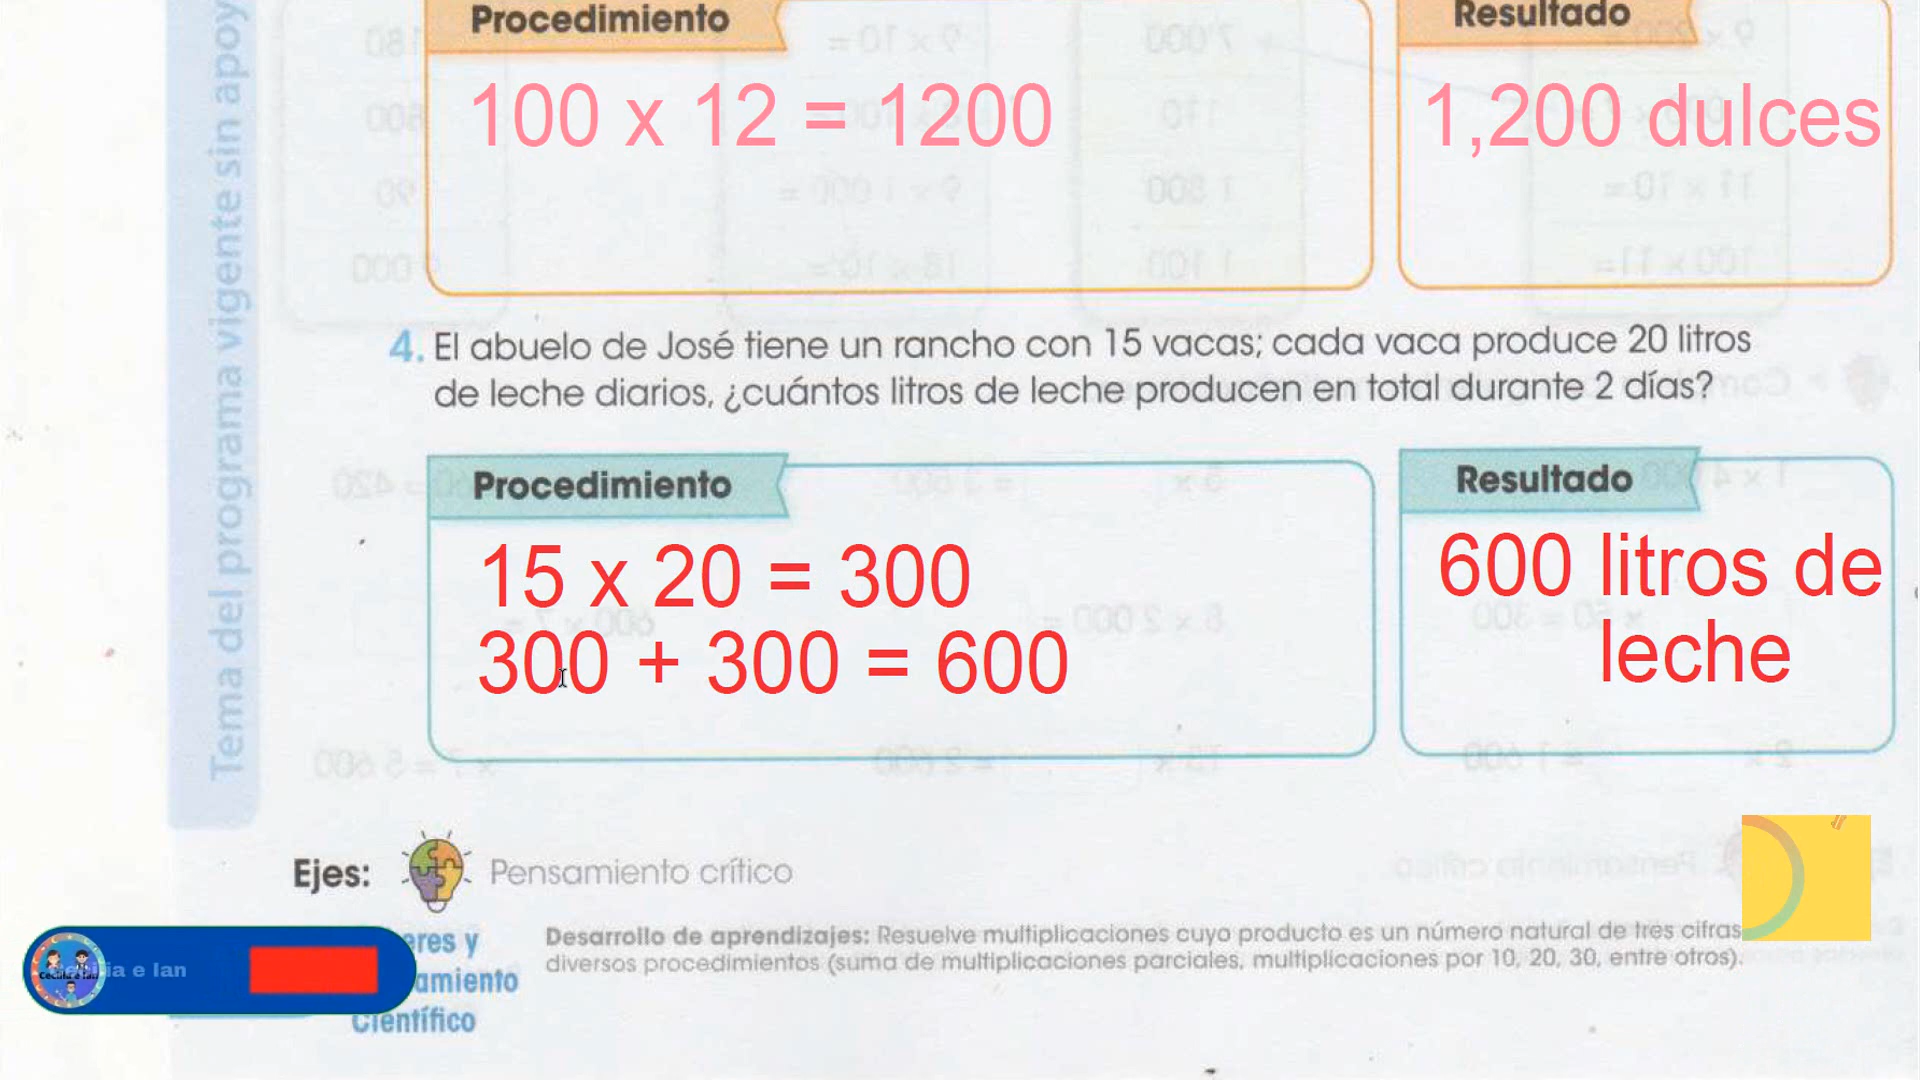 Procedimiento
Resultado
100 x 12 = 1200
1,200 dulces
Tema del programa vigente sin apoy
4. El abuelo de José tiene un rancho con 15 vacas; cada vaca produce 20 litros
de leche diarios, ¿cuántos litros de leche producen en total durante 2 días?
Procedimiento
Resultado
15 x 20 = 300
300 + 300 = 600
600 litros de
leche
Ejes:
Pensamiento crítico
eres y
amiento
Científico
Desarrollo de aprendizajes: Resuelve multiplicaciones cuyo producto es un número natural de tres cifras
diversos procedimientos (suma de multiplicaciones parciales, multiplicaciones por 10, 20, 30, entre otros).
Cecilia e Ian
ia e Ian